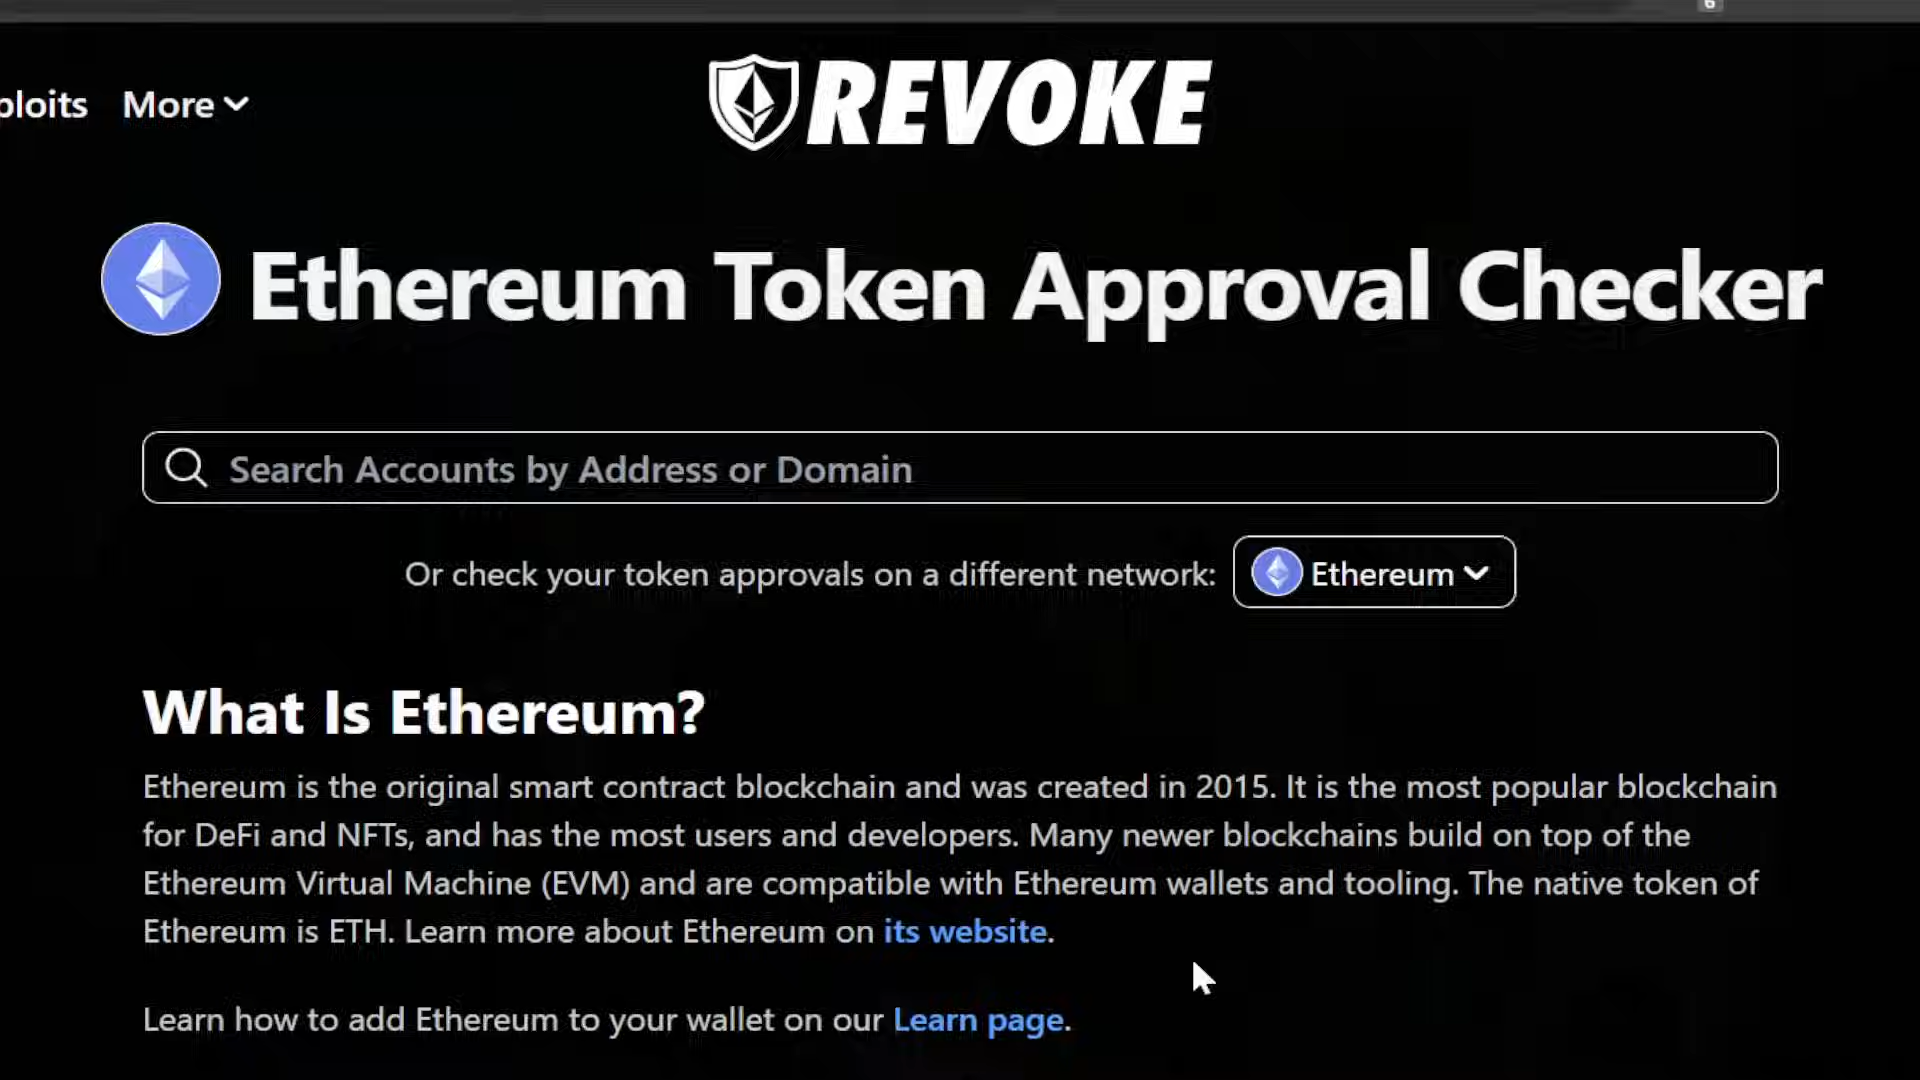 ploits More
REVOKE
Ethereum Token Approval Checker
Search Accounts by Address or Domain
Or check your token approvals on a different network: Ethereum
What Is Ethereum?
Ethereum is the original smart contract blockchain and was created in 2015. It is the most popular blockchain
for DeFi and NFTs, and has the most users and developers. Many newer blockchains build on top of the
Ethereum Virtual Machine (EVM) and are compatible with Ethereum wallets and tooling. The native token of
Ethereum is ETH. Learn more about Ethereum on its website.
Learn how to add Ethereum to your wallet on our Learn page.